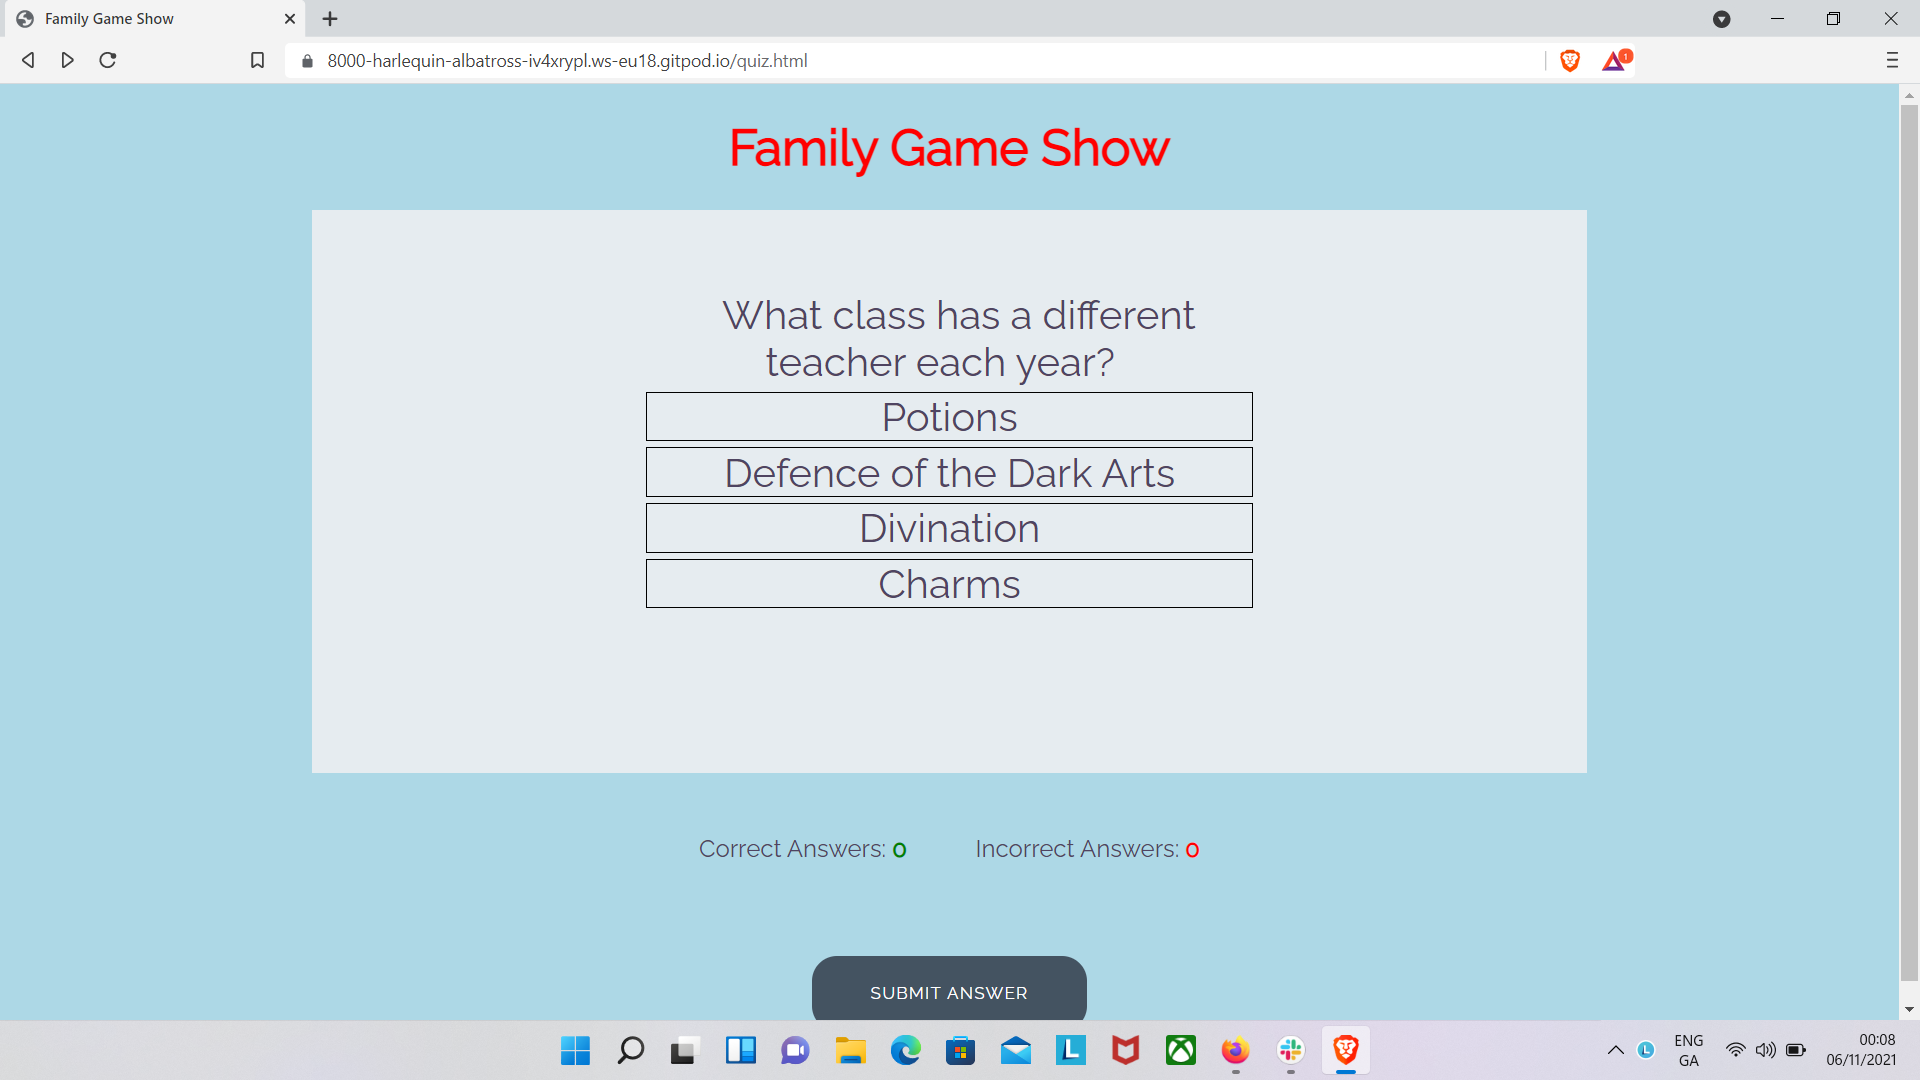 Family Game Show
8000-harlequin-albatross-iv4xrypl.ws-eu18.gitpod.io/quiz.html
1
Family Game Show
What class has a different
teacher each year?
Potions
Defence of the Dark Arts
Divination
Charms
Correct Answers: 0
Incorrect Answers: 0
SUBMIT ANSWER
L
L
ENG
GA
00:08
06/11/2021